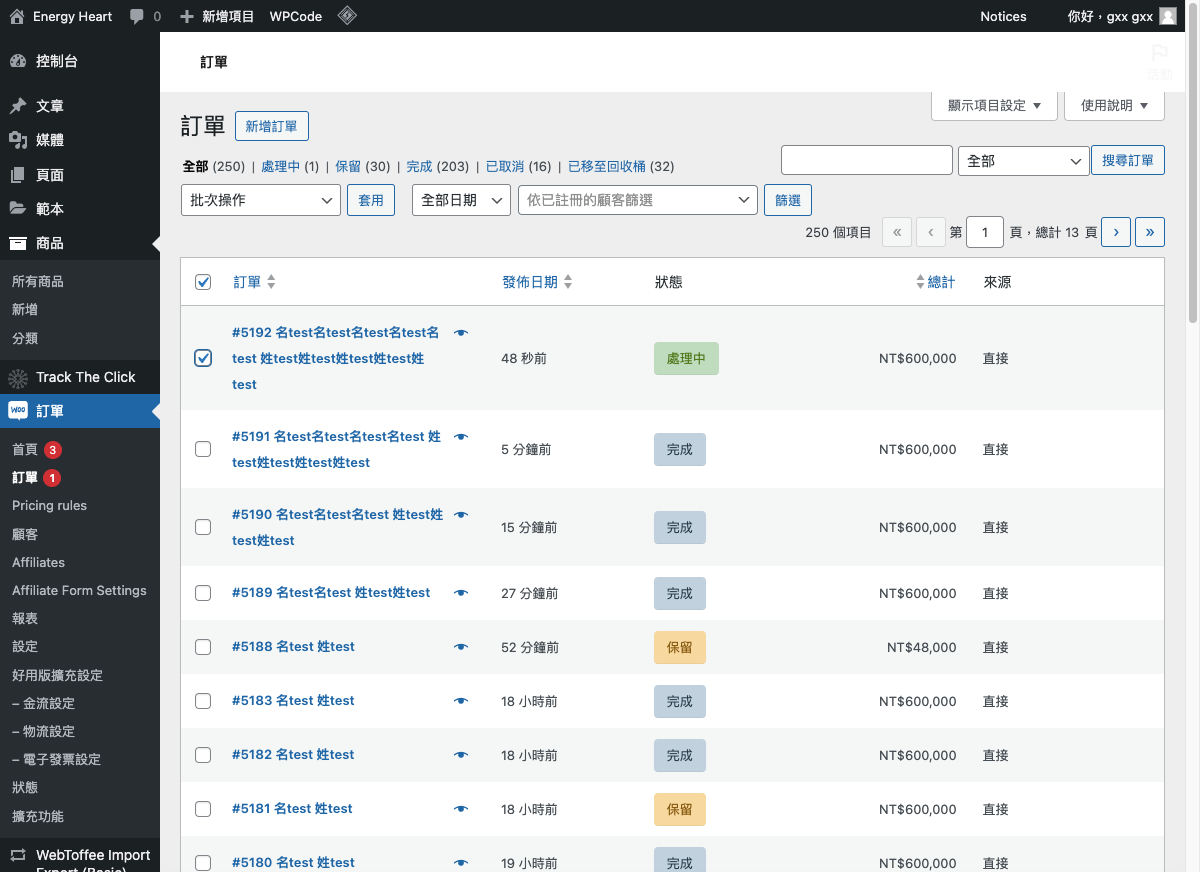 Energy Heart 0 新增項目 WPCode Notices 你好，gxx gxx
控制台
文章
媒體
頁面
範本
商品
所有商品
新增
分類
Track The Click
訂單
首頁 3
訂單 1
Pricing rules
顧客
Affiliates
Affiliate Form Settings
報表
設定
好用版擴充設定
– 金流設定
– 物流設定
– 電子發票設定
狀態
擴充功能
WebToffee Import
Export (Basic)
訂單
活動
顯示項目設定 ▼ 使用說明 ▼
訂單 新增訂單
全部 (250) | 處理中 (1) | 保留 (30) | 完成 (203) | 已取消 (16) | 已移至回收桶 (32)
全部 搜尋訂單
批次操作 套用 全部日期 依已註冊的顧客篩選 篩選
250 個項目 « ‹ 第 1 頁，總計 13 頁 › »
訂單 發佈日期 狀態 總計 來源
#5192 名test名test名test名test名
test 姓test姓test姓test姓test姓
test
48 秒前 處理中 NT$600,000 直接
#5191 名test名test名test名test 姓
test姓test姓test姓test
5 分鐘前 完成 NT$600,000 直接
#5190 名test名test名test 姓test姓
test姓test
15 分鐘前 完成 NT$600,000 直接
#5189 名test名test 姓test姓test 27 分鐘前 完成 NT$600,000 直接
#5188 名test 姓test 52 分鐘前 保留 NT$48,000 直接
#5183 名test 姓test 18 小時前 完成 NT$600,000 直接
#5182 名test 姓test 18 小時前 完成 NT$600,000 直接
#5181 名test 姓test 18 小時前 保留 NT$600,000 直接
#5180 名test 姓test 19 小時前 完成 NT$600,000 直接